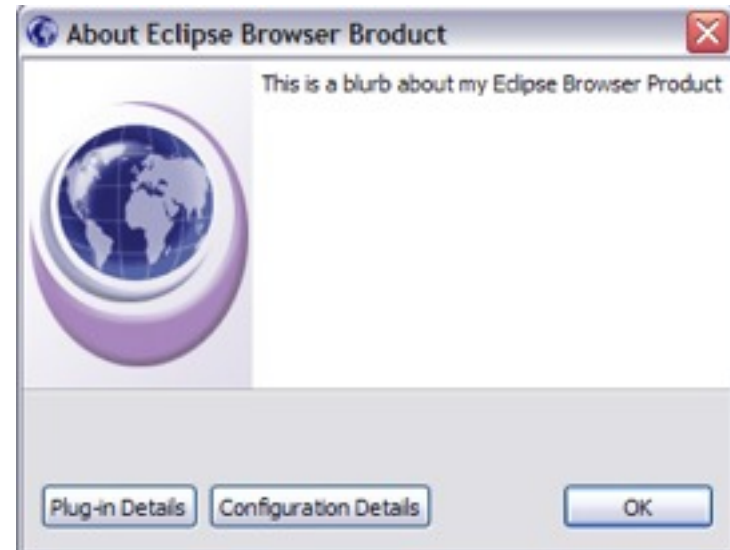 About Eclipse Browser Broduct
This is a blurb about my Eclipse Browser Product
Plug-in Details
Configuration Details
OK